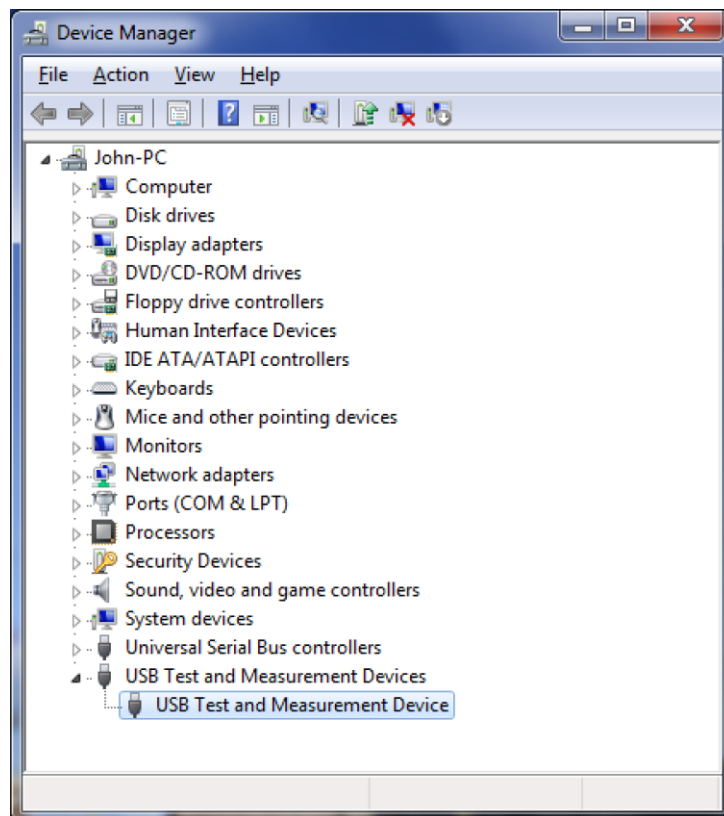 Device Manager
File Action View Help
John-PC
Computer
Disk drives
Display adapters
DVD/CD-ROM drives
Floppy drive controllers
Human Interface Devices
IDE ATA/ATAPI controllers
Keyboards
Mice and other pointing devices
Monitors
Network adapters
Ports (COM & LPT)
Processors
Security Devices
Sound, video and game controllers
System devices
Universal Serial Bus controllers
USB Test and Measurement Devices
USB Test and Measurement Device